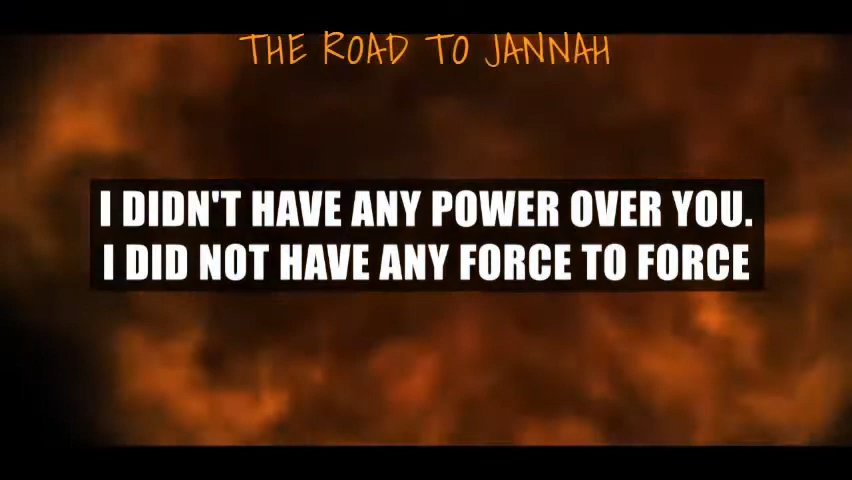 THE ROAD TO JANNAH
I DIDN'T HAVE ANY POWER OVER YOU.
I DID NOT HAVE ANY FORCE TO FORCE